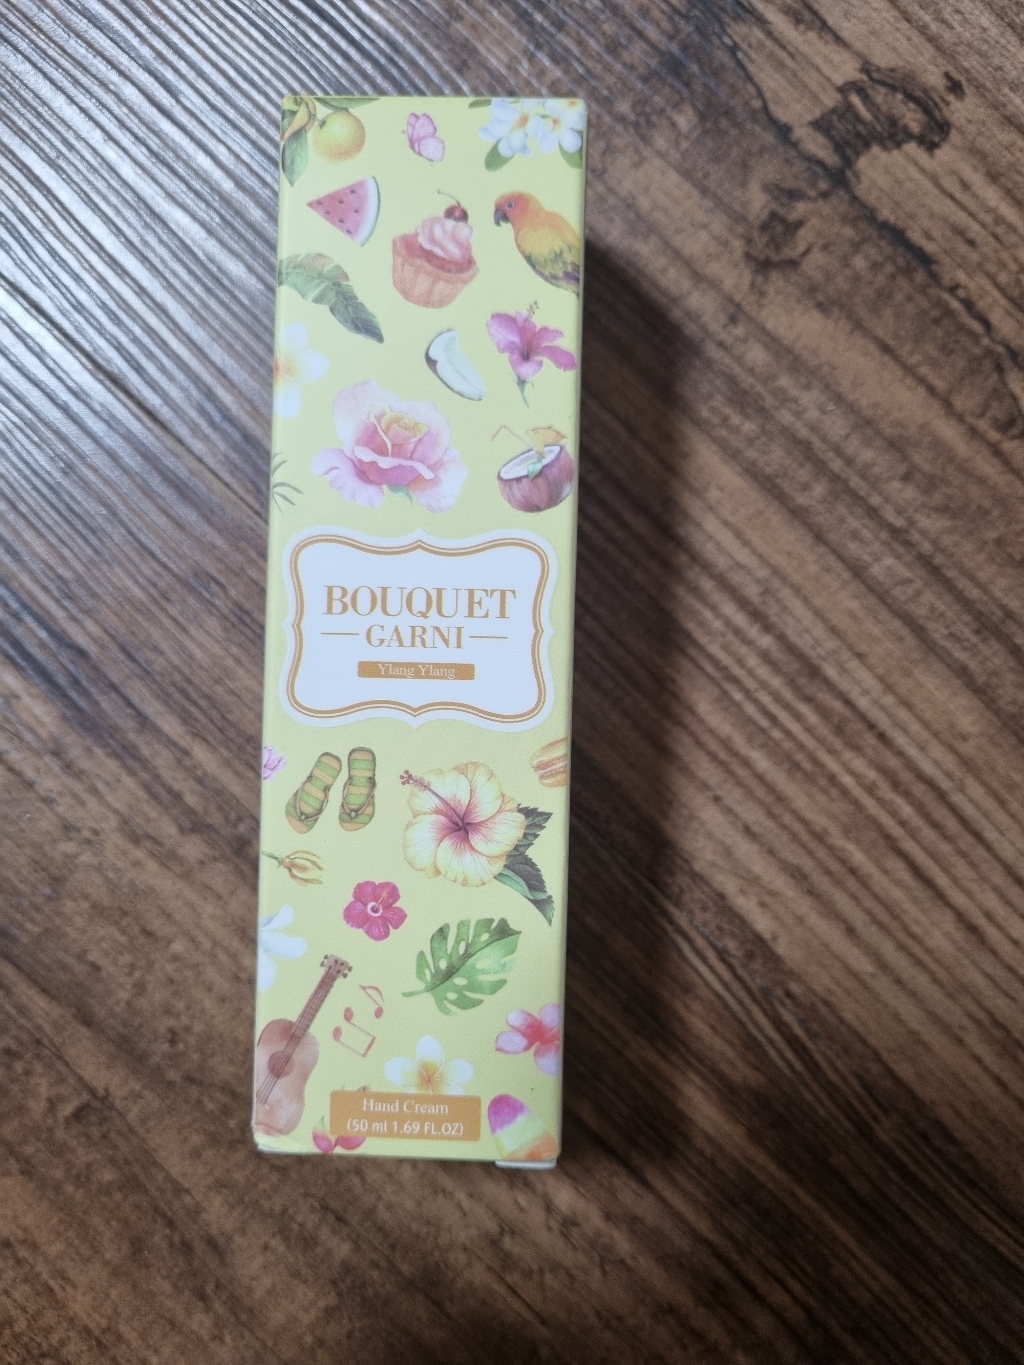 BOUQUET
GARNI
Ylang Ylang
Hand Cream
(50 ml 1.69 FL.OZ)